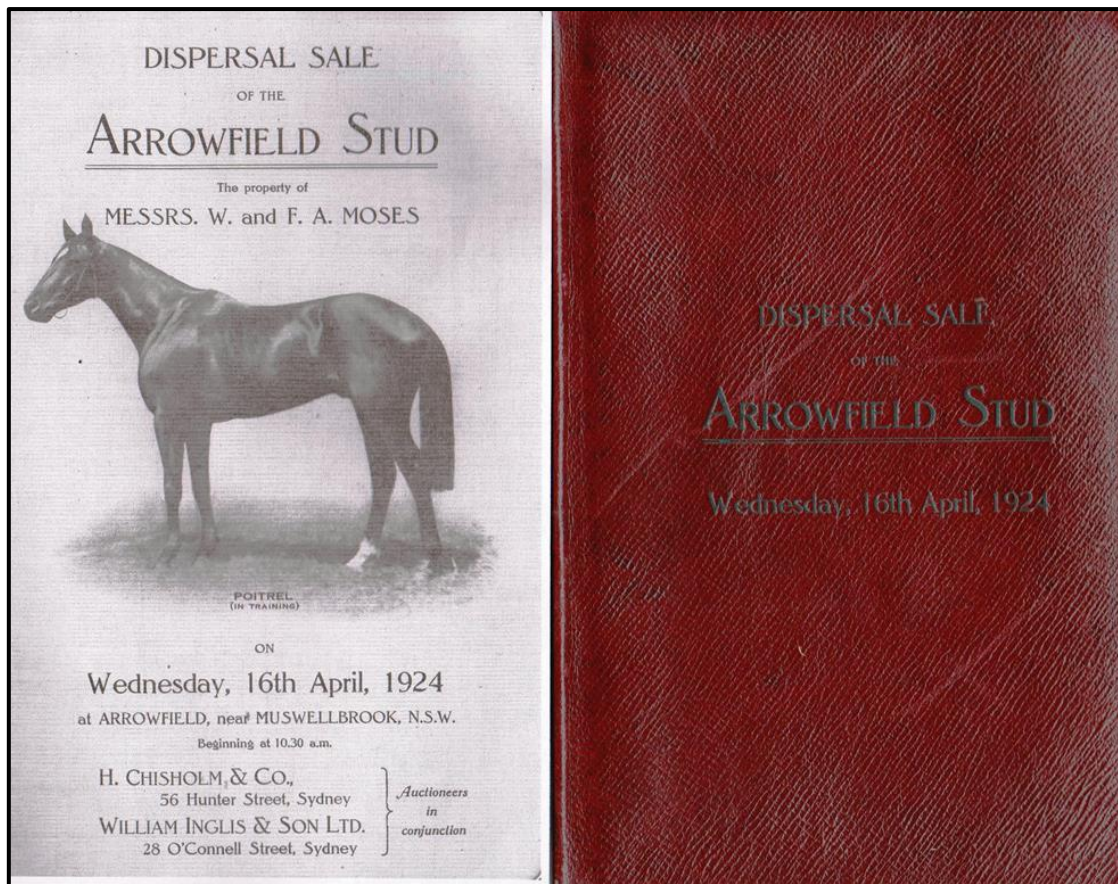 DISPERSAL SALE
OF THE
ARROWFIELD STUD
The property of
MESSRS. W. and F. A. MOSES
POITREL
(IN TRAINING)
ON
Wednesday, 16th April, 1924
at ARROWFIELD, near MUSWELLBROOK, N.S.W.
Beginning at 10.30 a.m.
H. CHISHOLM & CO.,
56 Hunter Street, Sydney
WILLIAM INGLIS & SON LTD.
28 O'Connell Street, Sydney
Auctioneers
in
conjunction
DISPERSAL SALE
OF THE
ARROWFIELD STUD
Wednesday, 16th April, 1924